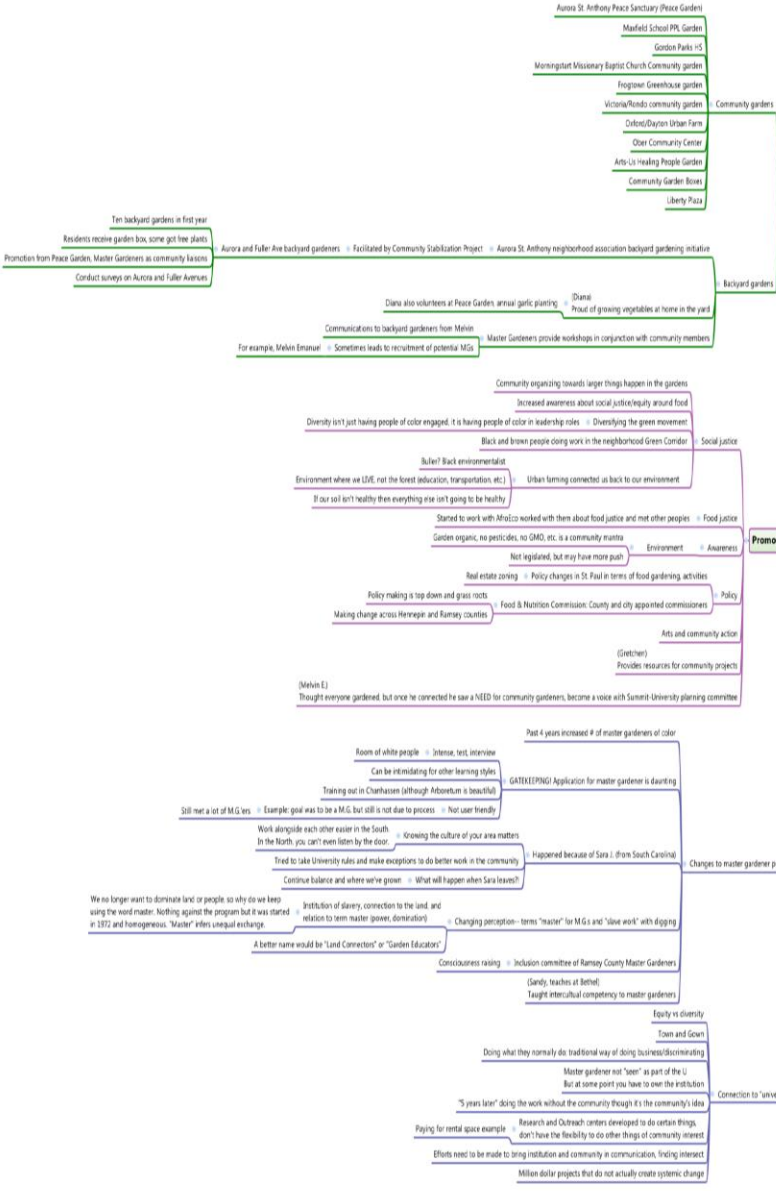 Aurora St. Anthony Peace Sanctuary (Peace Garden)
Maxfield School PPL Garden
Gordon Parks HS
Morningstart Missionary Baptist Church Community garden
Frogtown Greenhouse garden
Victoria/Rondo community garden
Community gardens
Oxford/Dayton Urban Farm
Ober Community Center
Arts-Us Healing People Garden
Community Garden Boxes
Liberty Plaza
Ten backyard gardens in first year
Residents receive garden box, some got free plants
Promotion from Peace Garden, Master Gardeners as community liaisons
Conduct surveys on Aurora and Fuller Avenues
Aurora and Fuller Ave backyard gardeners
Facilitated by Community Stabilization Project
Aurora St. Anthony neighborhood association backyard gardening initiative
Backyard gardens
Diana also volunteers at Peace Garden, annual garlic planting
(Diana)
Proud of growing vegetables at home in the yard
Communications to backyard gardeners from Melvin
For example, Melvin Emanuel
Sometimes leads to recruitment of potential MGs
Master Gardeners provide workshops in conjunction with community members
Community organizing towards larger things happen in the gardens
Increased awareness about social justice/equity around food
Diversity isn't just having people of color engaged, it is having people of color in leadership roles
Diversifying the green movement
Black and brown people doing work in the neighborhood Green Corridor
Social justice
Black environmentalist
Environment where we LIVE, not the forest (education, transportation, etc.)
If our soil isn't healthy then everything else isn't going to be healthy
Urban farming connected us back to our environment
Started to work with AfroEco worked with them about food justice and met other peoples
Food justice
Garden organic, no pesticides, no GMO, etc. is a community mantra
Not legislated, but may have more push
Environment
Awareness
Promo
Real estate zoning
Policy changes in St. Paul in terms of food gardening, activities
Policy making is top down and grass roots
Making change across Hennepin and Ramsey counties
Food & Nutrition Commission: County and city appointed commissioners
Policy
Arts and community action
(Gretchen)
Provides resources for community projects
(Melvin E.)
Thought everyone gardened, but once he connected he saw a NEED for community gardeners, become a voice with Summit-University planning committee
Past 4 years increased # of master gardeners of color
Room of white people
Intense, test, interview
Can be intimidating for other learning styles
Training out in Chanhassen (although Arboretum is beautiful)
Still met a lot of M.G.'ers
Example: goal was to be a M.G. but still is not due to process
Not user friendly
GATEKEEPING! Application for master gardener is daunting
Work alongside each other easier in the South
In the North, you can't even listen by the door.
Knowing the culture of your area matters
Tried to take University rules and make exceptions to do better work in the community
Continue balance and where we've grown
What will happen when Sara leaves?!
Happened because of Sara J. (from South Carolina)
Changes to master gardener p
We no longer want to dominate land or people, so why do we keep
using the word master. Nothing against the program but it was started
in 1972 and homogeneous. "Master" infers unequal exchange.
Institution of slavery, connection to the land, and
relation to term master (power, domination)
A better name would be "Land Connectors" or "Garden Educators"
Changing perception-- terms "master" for M.G.s and "slave work" with digging
Consciousness raising
Inclusion committee of Ramsey County Master Gardeners
(Sandy, teaches at Bethel)
Taught intercultual competency to master gardeners
Equity vs diversity
Town and Gown
Doing what they normally do: traditional way of doing business/discriminating
Master gardener not "seen" as part of the U
But at some point you have to own the institution
"5 years later" doing the work without the community though it's the community's idea
Connection to "unive
Paying for rental space example
Research and Outreach centers developed to do certain things,
don't have the flexibility to do other things of community interest
Efforts need to be made to bring institution and community in communication, finding intersect
Million dollar projects that do not actually create systemic change